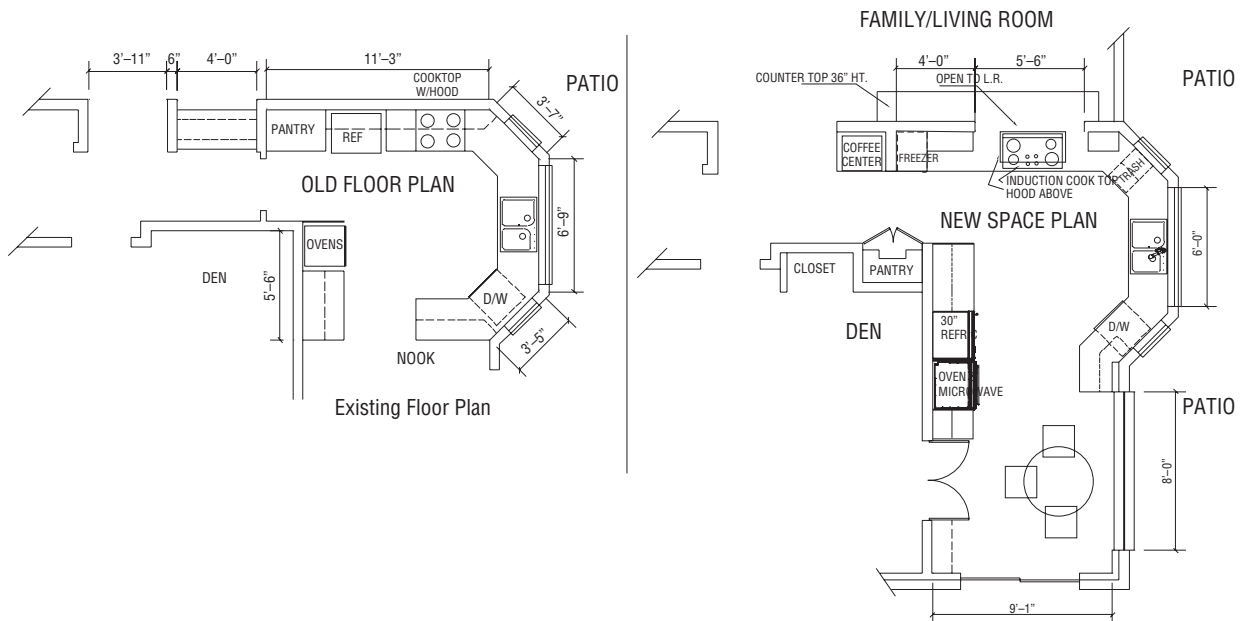 3’–11”
6”
4’–0”
11’–3”
COOKTOP
W/HOOD
PATIO
3’–7”
PANTRY
REF
OLD FLOOR PLAN
6’–9”
OVENS
DEN
5’–6”
D/W
3’–5”
NOOK
Existing Floor Plan
FAMILY/LIVING ROOM
4’–0”
5’–6”
COUNTER TOP 36” HT.
OPEN TO L.R.
PATIO
COFFEE
CENTER
FREEZER
TRASH
INDUCTION COOK TOP
HOOD ABOVE
NEW SPACE PLAN
6’–0”
CLOSET
PANTRY
DEN
30”
REFRIG
D/W
OVEN
MICROWAVE
PATIO
8’–0”
9’–1”